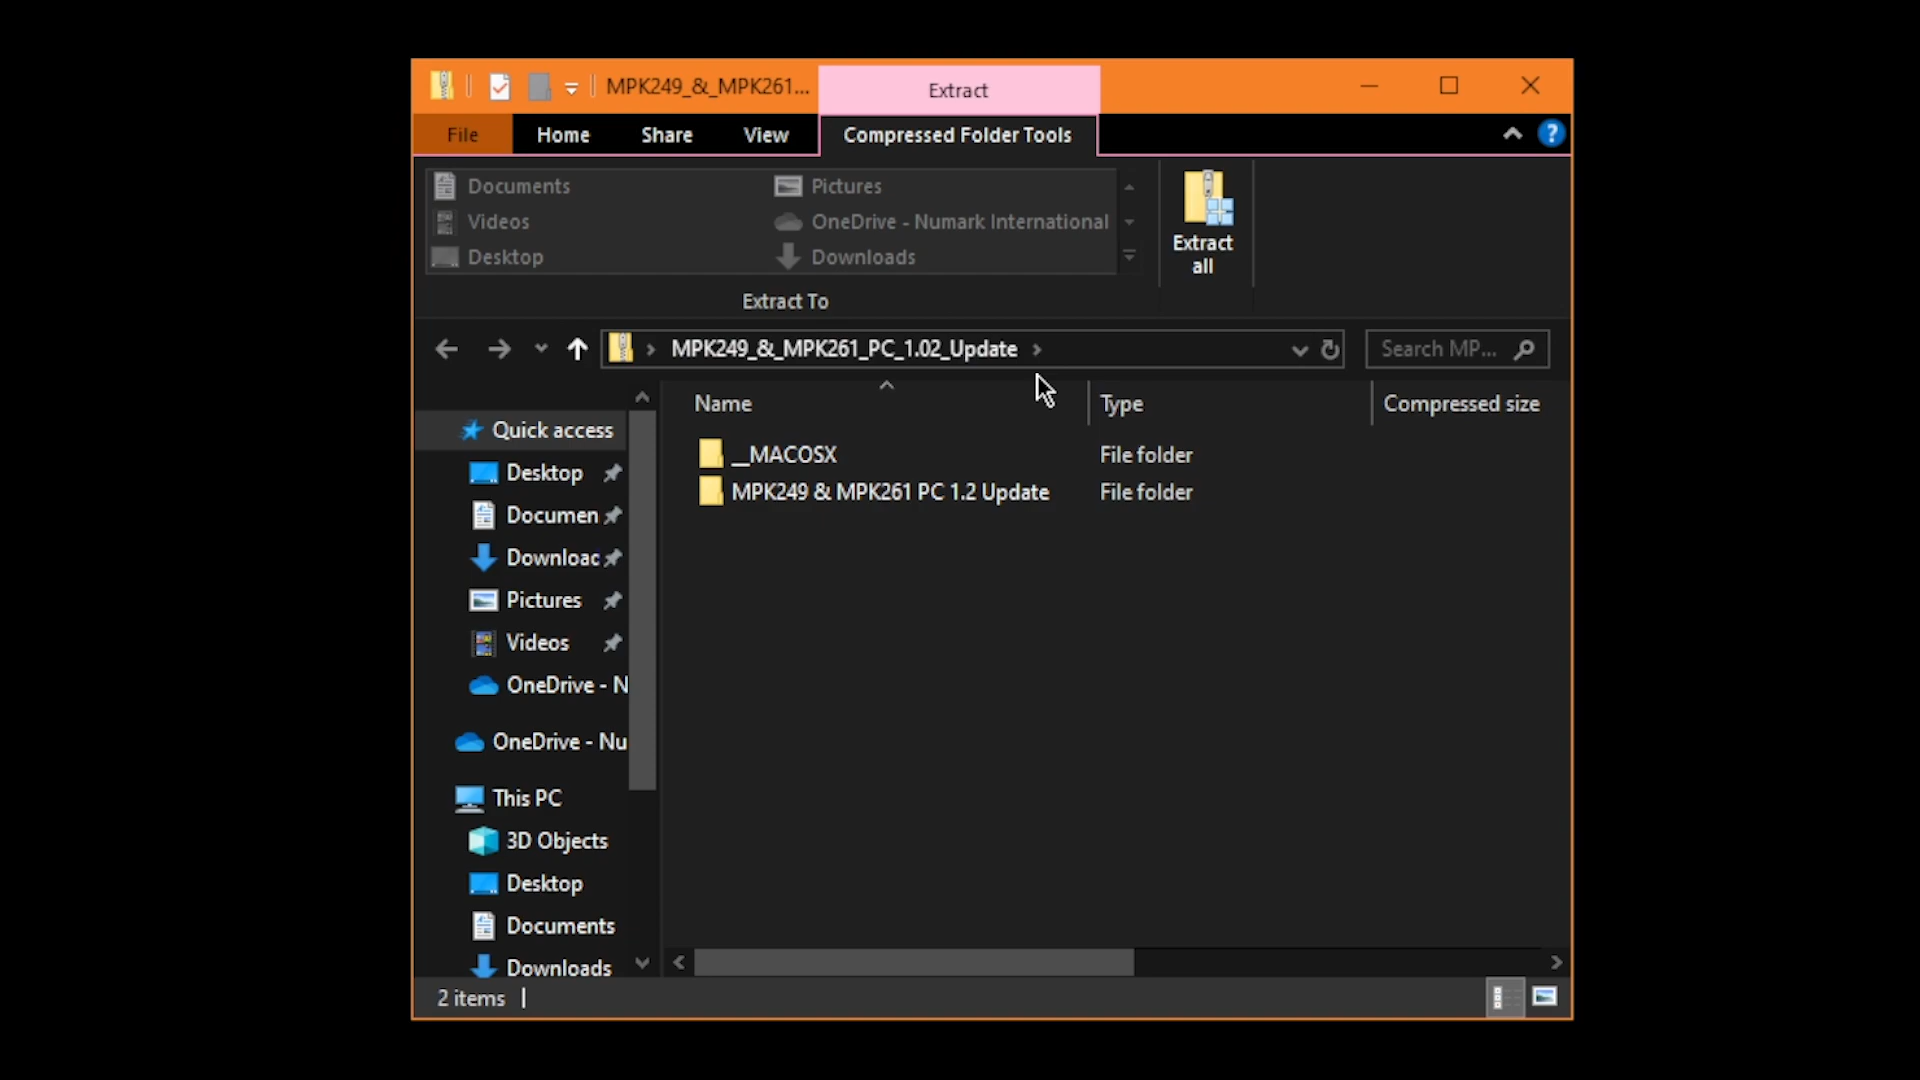 MPK249_&_MPK261... Extract
File Home Share View Compressed Folder Tools ?
Documents Pictures
Videos OneDrive - Numark International
Desktop Downloads
Extract all
Extract To
MPK249_&_MPK261_PC_1.02_Update Search MP...
Name Type Compressed size
__MACOSX File folder
MPK249 & MPK261 PC 1.2 Update File folder
Quick access
Desktop
Documen
Downloac
Pictures
Videos
OneDrive - N
OneDrive - Nu
This PC
3D Objects
Desktop
Documents
Downloads
2 items